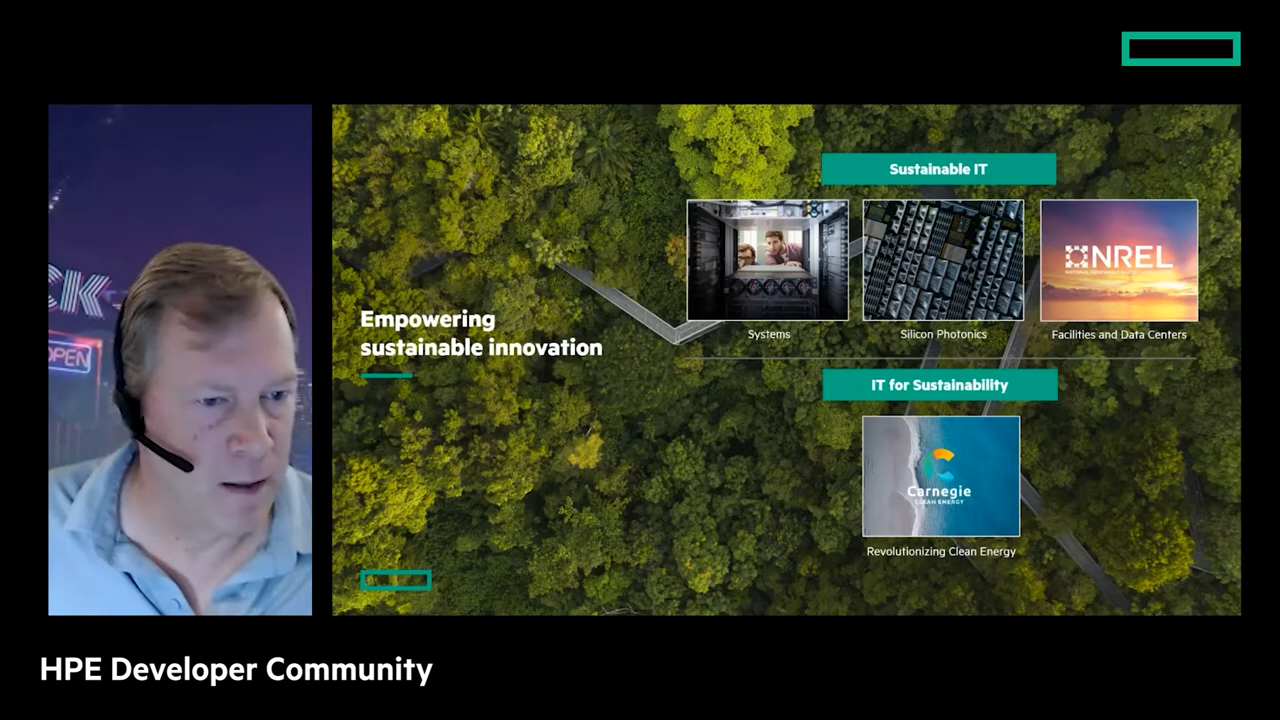 CK
OPEN
Empowering
sustainable innovation
Sustainable IT
NREL
Systems
Silicon Photonics
Facilities and Data Centers
IT for Sustainability
Carnegie
CLEAN ENERGY
Revolutionizing Clean Energy
HPE Developer Community